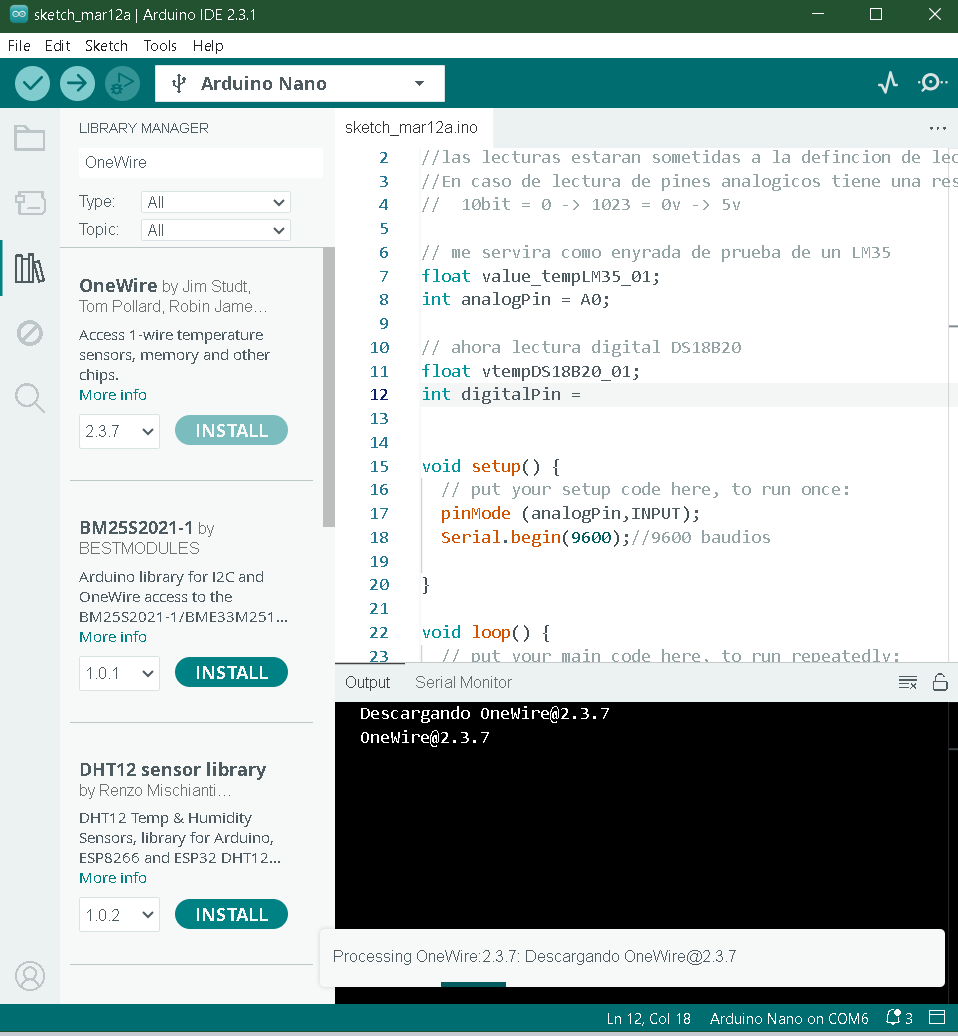 sketch_mar12a | Arduino IDE 2.3.1
File Edit Sketch Tools Help
Arduino Nano
LIBRARY MANAGER
OneWire
Type: All
Topic: All
OneWire by Jim Studt,
Tom Pollard, Robin Jame...
Access 1-wire temperature
sensors, memory and other
chips.
More info
2.3.7 INSTALL
BM25S2021-1 by
BESTMODULES
Arduino library for I2C and
OneWire access to the
BM25S2021-1/BME33M251...
More info
1.0.1 INSTALL
DHT12 sensor library
by Renzo Mischianti...
DHT12 Temp & Humidity
Sensors, library for Arduino,
ESP8266 and ESP32 DHT12...
More info
1.0.2 INSTALL
sketch_mar12a.ino
2 //las lecturas estaran sometidas a la defincion de lec
3 //En caso de lectura de pines analogicos tiene una res
4 //  10bit = 0 -> 1023 = 0v -> 5v
5
6 // me servira como enyrada de prueba de un LM35
7 float value_tempLM35_01;
8 int analogPin = A0;
9
10 // ahora lectura digital DS18B20
11 float vtempDS18B20_01;
12 int digitalPin =
13
14
15 void setup() {
16 // put your setup code here, to run once:
17 pinMode (analogPin,INPUT);
18 Serial.begin(9600);//9600 baudios
19
20 }
21
22 void loop() {
23 // put your main code here, to run repeatedly:
Output Serial Monitor
Descargando OneWire@2.3.7
OneWire@2.3.7
Processing OneWire:2.3.7: Descargando OneWire@2.3.7
Ln 12, Col 18 Arduino Nano on COM6 3